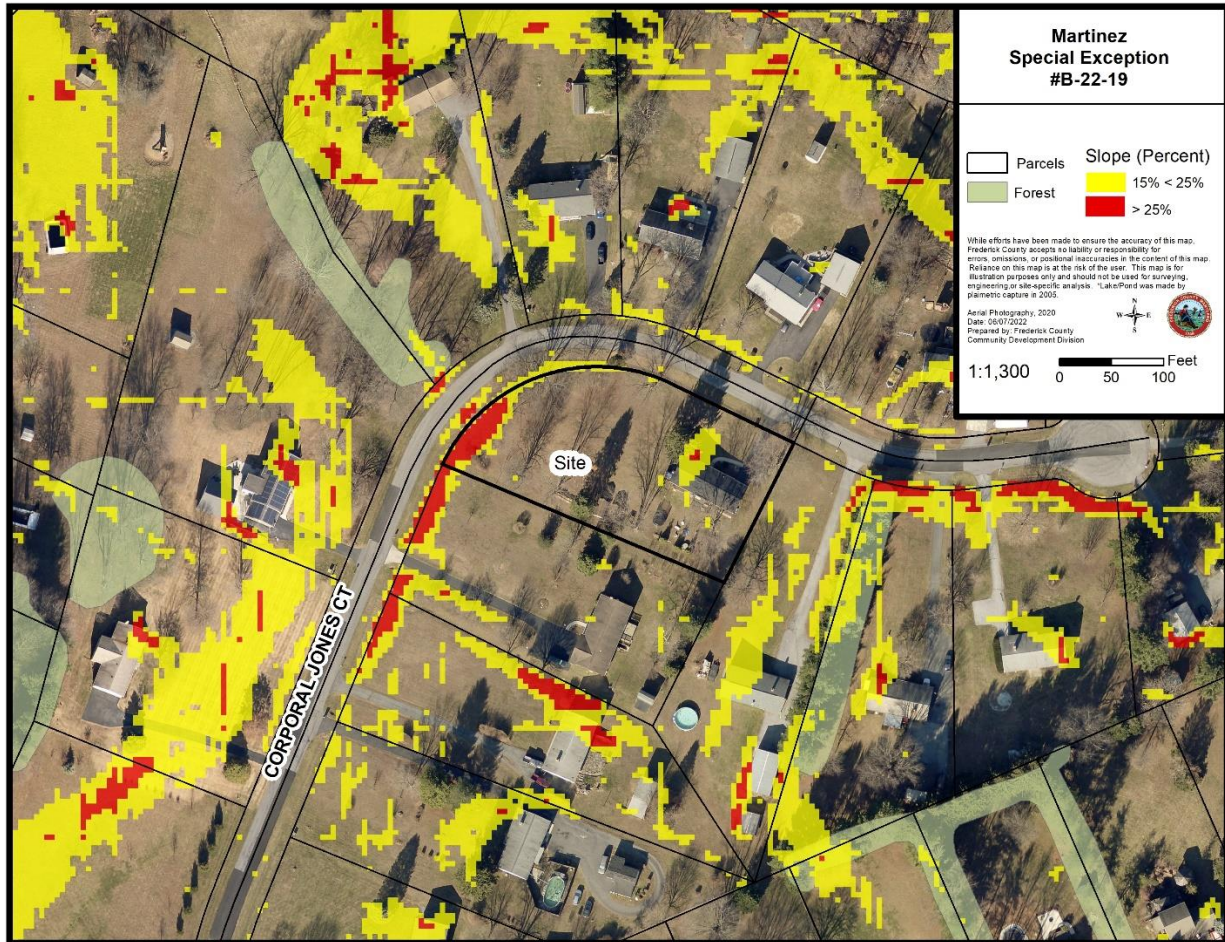 Martinez
Special Exception
#B-22-19
Parcels
Forest
Slope (Percent)
15% < 25%
> 25%
While efforts have been made to ensure the accuracy of this map,
Frederick County accepts no liability or responsibility for
errors, omissions, or positional inaccuracies in the content of this map.
Reliance on this map is at the risk of the user. This map is for
illustration purposes only and should not be used for surveying,
engineering,or site-specific analysis. *Lake/Pond was made by
plametric capture in 2005.
Aerial Photography, 2020
Date: 06/07/2022
Prepared by: Frederick County
Community Development Division
N
W E
S
1:1,300
Feet
0 50 100
Site
CORPORAL JONES CT